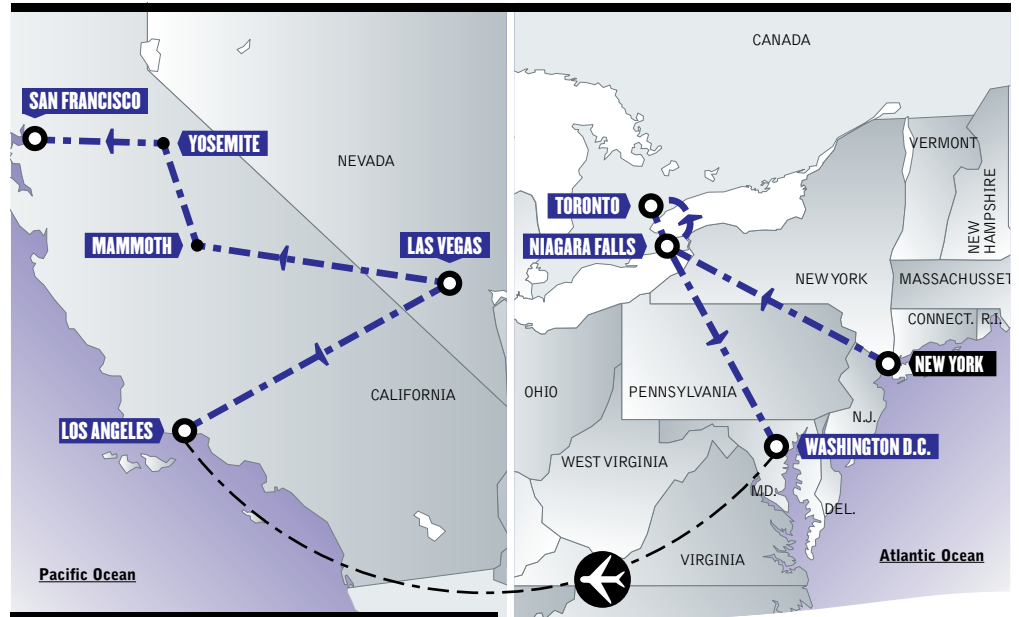 SAN FRANCISCO
YOSEMITE
NEVADA
MAMMOTH
LAS VEGAS
CALIFORNIA
LOS ANGELES
Pacific Ocean
CANADA
VERMONT
NEW
HAMPSHIRE
TORONTO
NIAGARA FALLS
NEW YORK
MASSACHUSET
CONNECT. R.I.
NEW YORK
OHIO
PENNSYLVANIA
N.J.
WASHINGTON D.C.
WEST VIRGINIA
MD.
DEL.
VIRGINIA
Atlantic Ocean